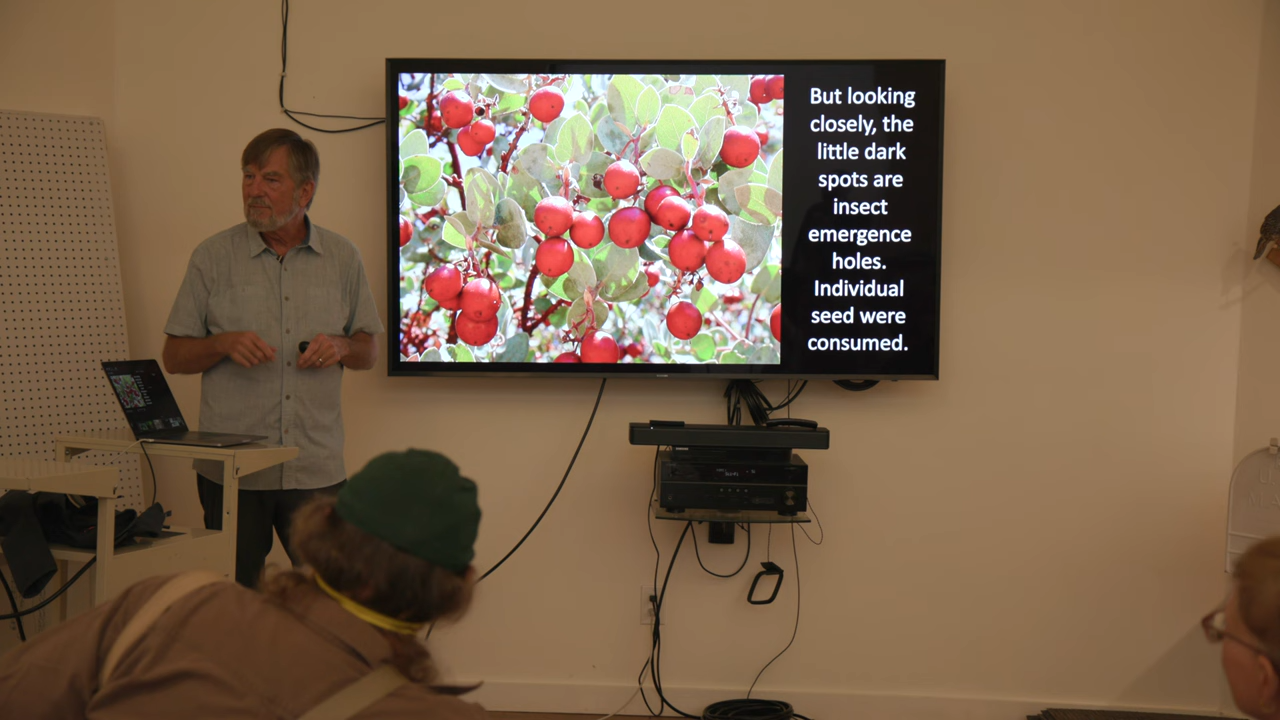 But looking
closely, the
little dark
spots are
insect
emergence
holes.
Individual
seed were
consumed.